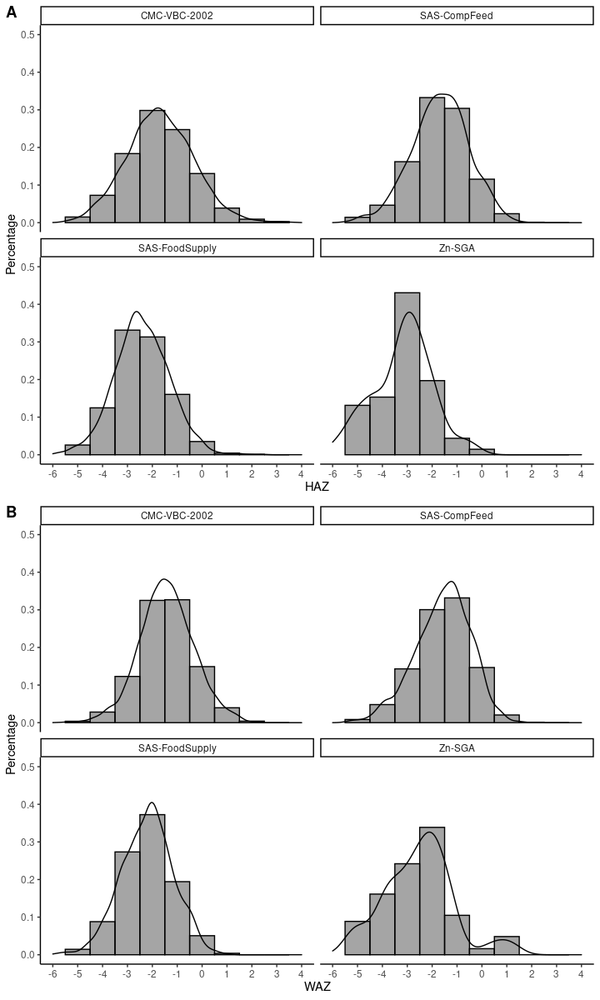 A
CMC-VBC-2002 SAS-CompFeed
0.5
0.4
0.3
0.2
0.1
0.0
Percentage
SAS-FoodSupply Zn-SGA
0.5
0.4
0.3
0.2
0.1
0.0
-6 -5 -4 -3 -2 -1 0 1 2 3 4 -6 -5 -4 -3 -2 -1 0 1 2 3 4
HAZ
B
CMC-VBC-2002 SAS-CompFeed
0.5
0.4
0.3
0.2
0.1
0.0
Percentage
SAS-FoodSupply Zn-SGA
0.5
0.4
0.3
0.2
0.1
0.0
-6 -5 -4 -3 -2 -1 0 1 2 3 4 -6 -5 -4 -3 -2 -1 0 1 2 3 4
WAZ